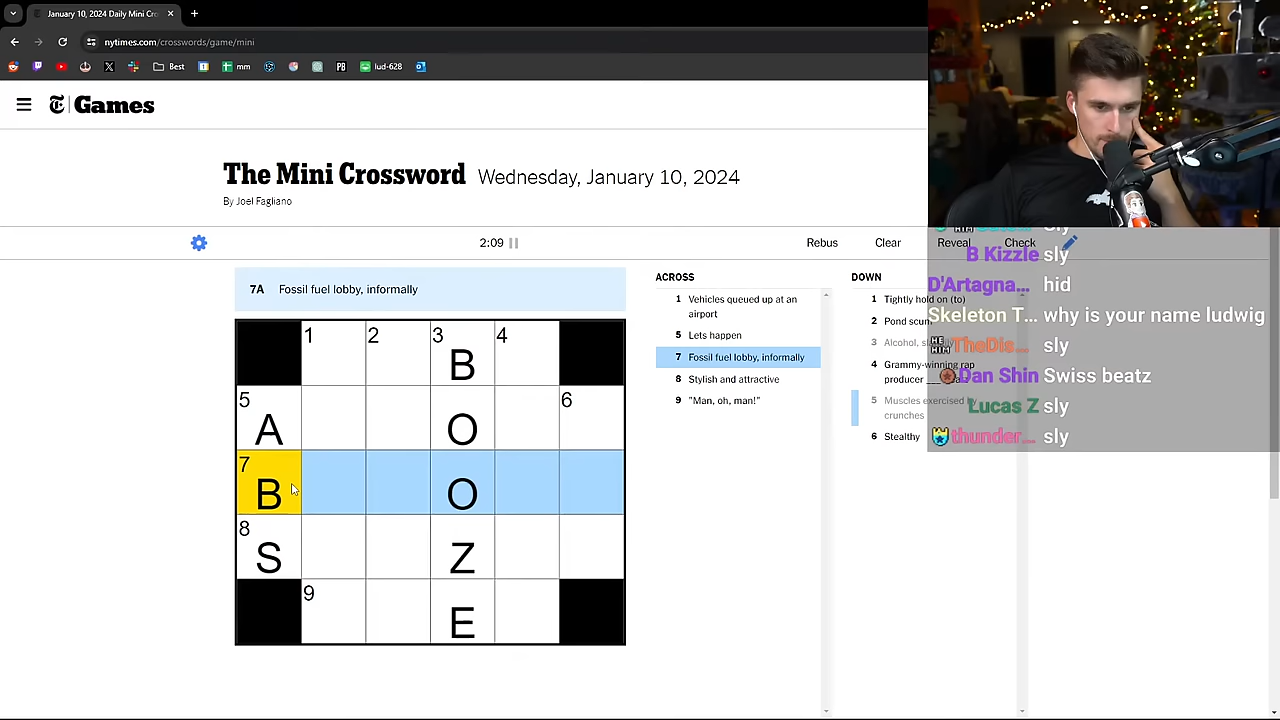 January 10, 2024 Daily Mini Cr
nytimes.com/crosswords/game/mini
Best
mm
iud-628
Games
The Mini Crossword Wednesday, January 10, 2024
By Joel Fagliano
2:09
Rebus Clear Reveal Check
7A Fossil fuel lobby, informally
1 2 3 4
B
5 6
A O
7
B O
8
S Z
9
E
ACROSS
1 Vehicles queued up at an
airport
5 Lets happen
7 Fossil fuel lobby, informally
8 Stylish and attractive
9 "Man, oh, man!"
DOWN
1 Tightly hold on (to)
2 Pond scum
3 Alcohol,
4 Grammy-winning rap
producer
5 Muscles exercised by
crunches
6 Stealthy
sly
B Kizzle sly
D'Artagna... hid
Skeleton T... why is your name ludwig
HE
HIM
TheDis... sly
Dan Shin Swiss beatz
Lucas Z sly
thunder... sly